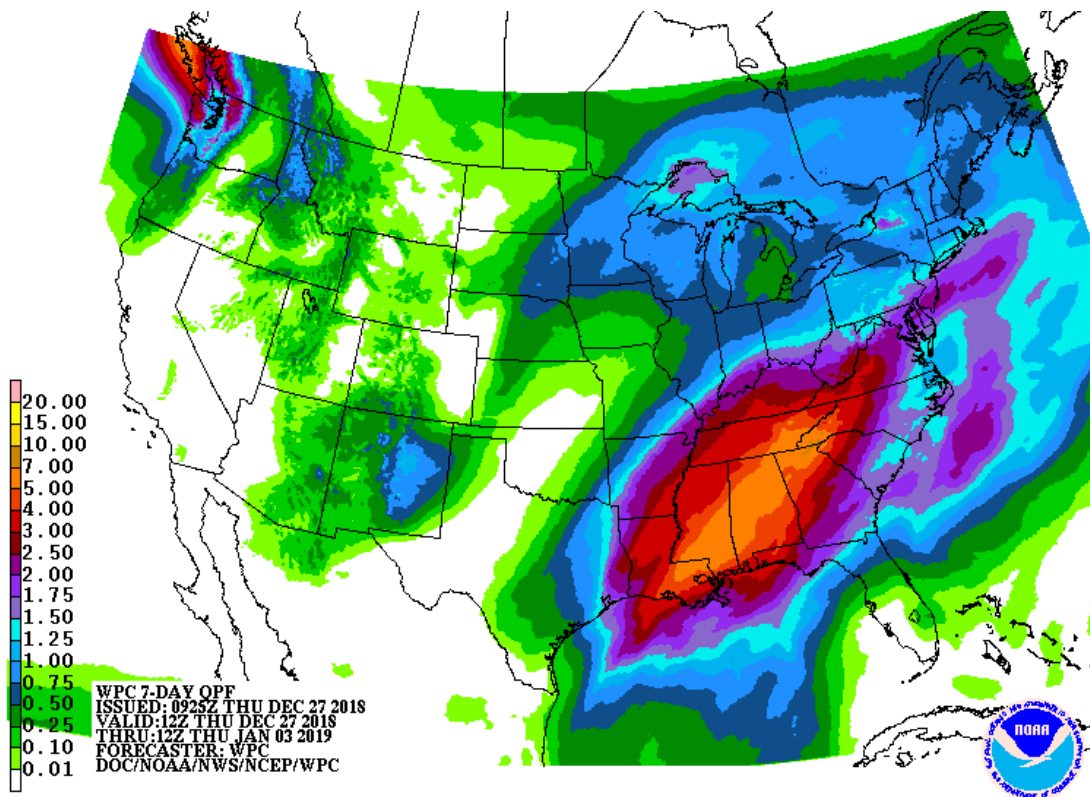 20.00
15.00
10.00
7.00
5.00
4.00
3.00
2.50
2.00
1.75
1.50
1.25
1.00
0.75
0.50
0.25
0.10
0.01
WPC 7-DAY QPF
ISSUED: 0925Z THU DEC 27 2018
VALID:12Z THU DEC 27 2018
THRU:12Z THU JAN 03 2019
FORECASTER: WPC
DOC/NOAA/NWS/NCEP/WPC
NOAA